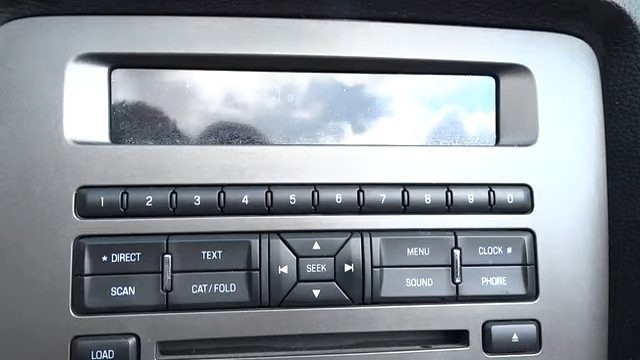 1 2 3 4 5 6 7 8 9 0
* DIRECT TEXT MENU CLOCK #
SEEK
SCAN CAT/FOLD SOUND PHONE
LOAD